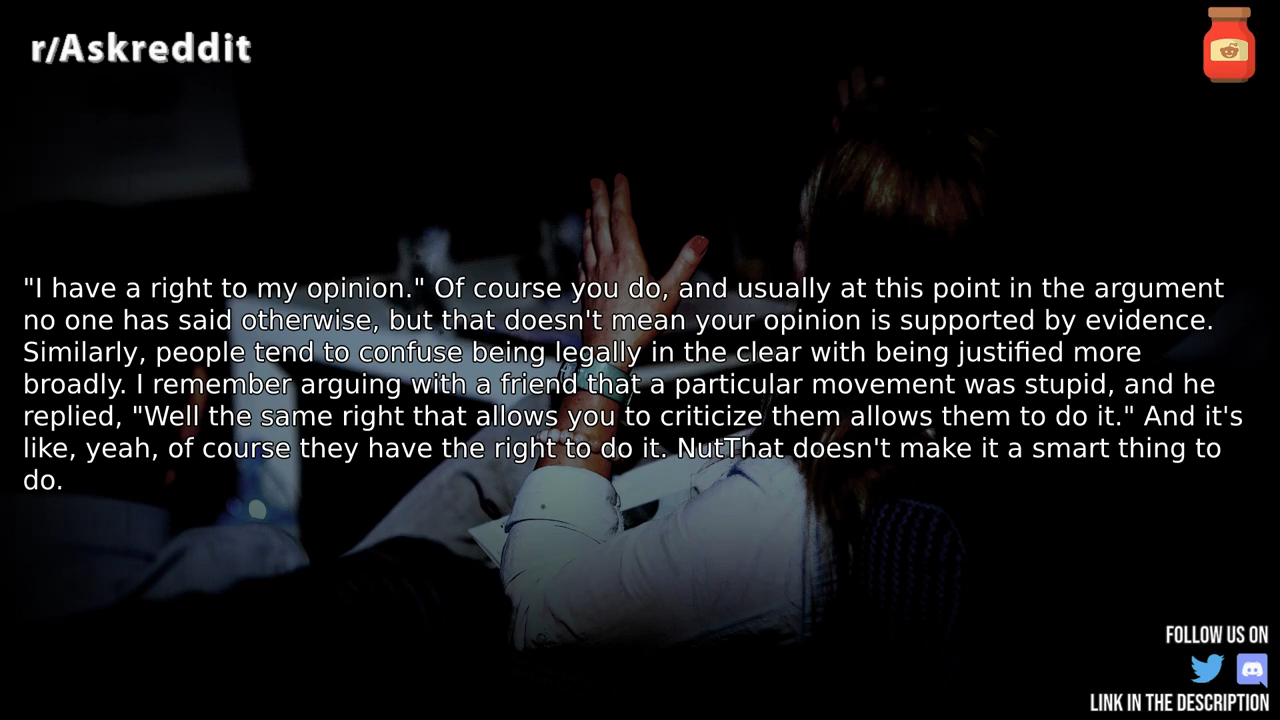 r/Askreddit
"I have a right to my opinion." Of course you do, and usually at this point in the argument
no one has said otherwise, but that doesn't mean your opinion is supported by evidence.
Similarly, people tend to confuse being legally in the clear with being justified more
broadly. I remember arguing with a friend that a particular movement was stupid, and he
replied, "Well the same right that allows you to criticize them allows them to do it." And it's
like, yeah, of course they have the right to do it. NutThat doesn't make it a smart thing to
do.
FOLLOW US ON
LINK IN THE DESCRIPTION